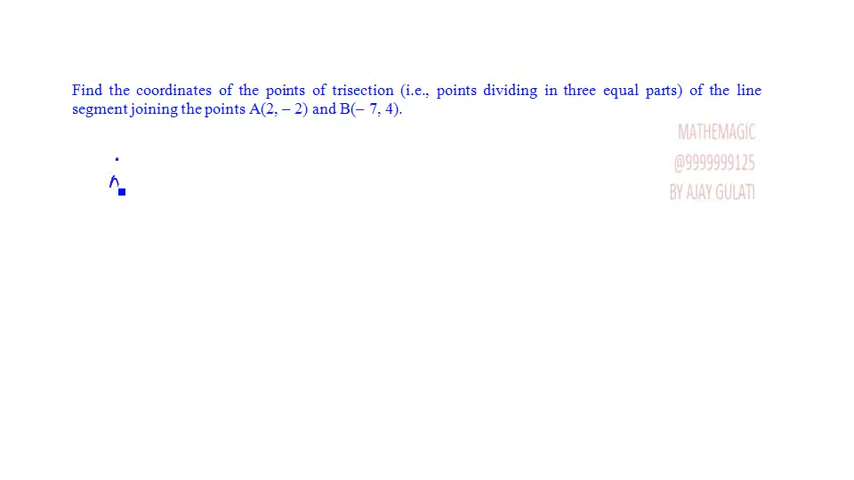 Find the coordinates of the points of trisection (i.e., points dividing in three equal parts) of the line
segment joining the points A(2, – 2) and B(– 7, 4).
MATHEMAGIC
@9999999125
BY AJAY GULATI